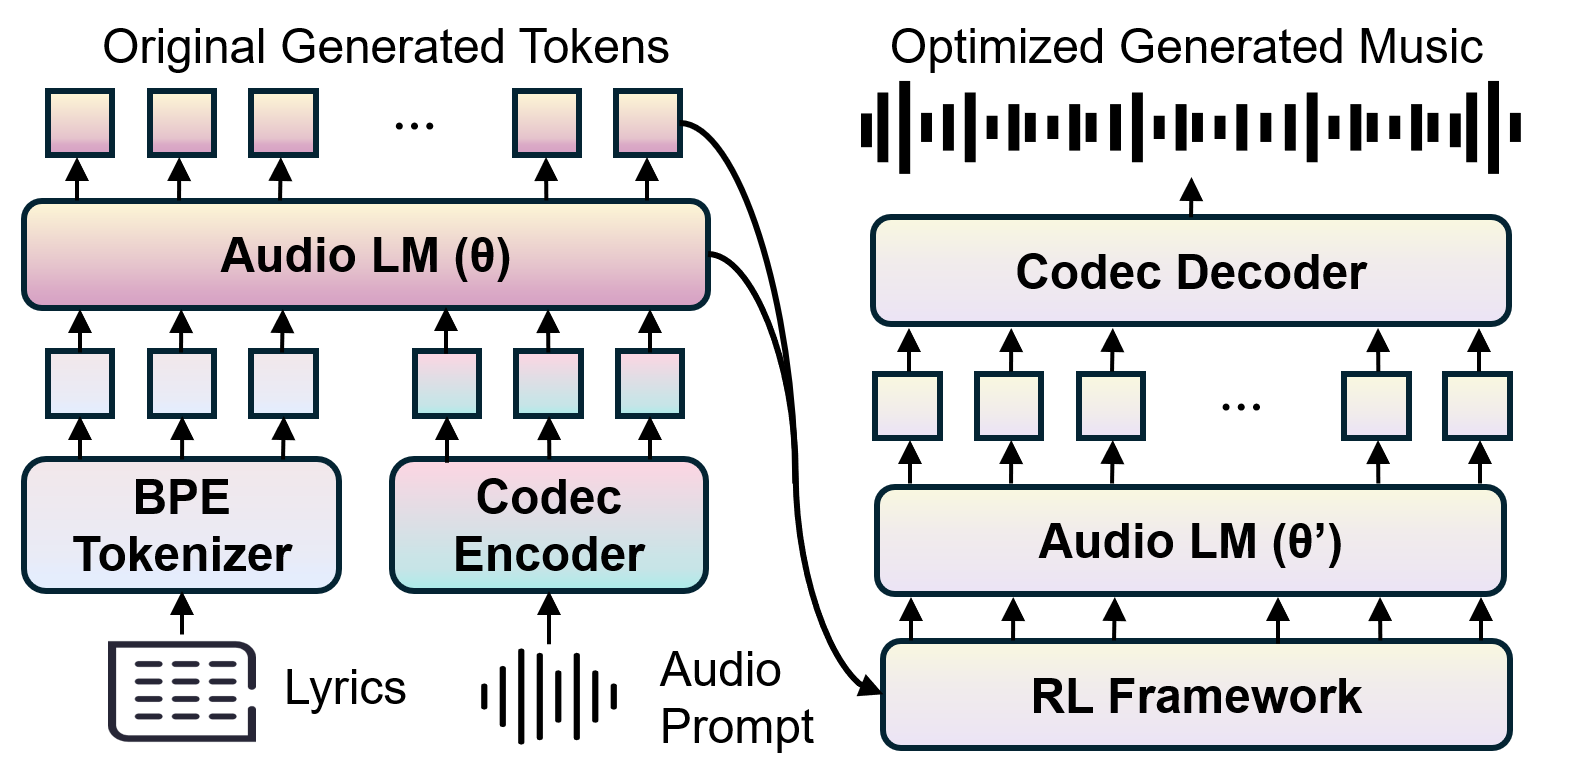 Original Generated Tokens
...
Audio LM (θ)
BPE
Tokenizer
Codec
Encoder
Lyrics
Audio
Prompt
Optimized Generated Music
Codec Decoder
...
Audio LM (θ’)
RL Framework